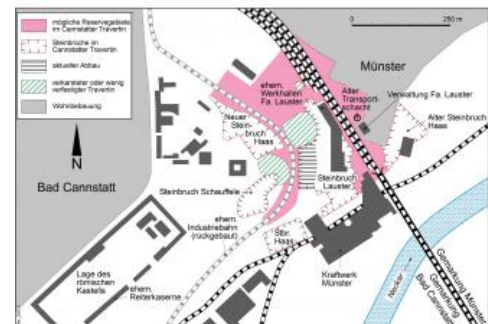 mögliche Reservegebiete
im Cannstatter Travertin
Steinbrüche im
Cannstatter Travertin
aktueller Abbau
verkarsteter oder wenig
verfestigter Travertin
Wohnbebauung
0
250 m
N
Bad Cannstatt
Münster
ehem.
Werkhallen
Fa. Lauster
Alter
Transport-
schacht
Verwaltung Fa. Lauster
Alter Steinbruch
Haas
Neuer
Stein-
bruch
Haas
Steinbruch Schauffele
Steinbruch
Lauster
ehem.
Industriebahn
(rückgebaut)
Stbr.
Haas
Lage des
römischen
Kastells
ehem.
Reiterkaserne
Kraftwerk
Münster
Neckar
Gemarkung Münster
Gemarkung
Bad Cannstatt